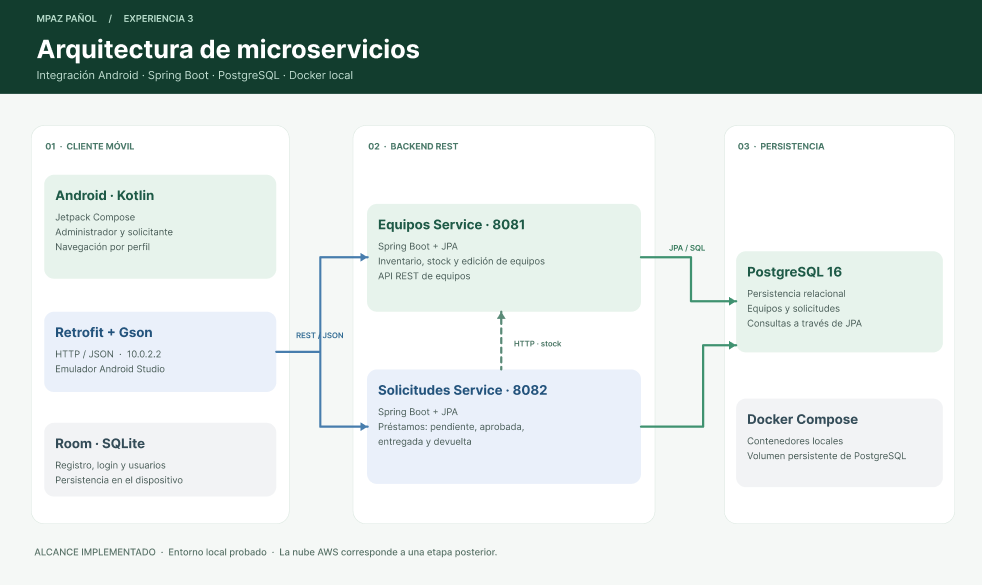 MPAZ PAÑOL / EXPERIENCIA 3
Arquitectura de microservicios
Integración Android · Spring Boot · PostgreSQL · Docker local
01 · CLIENTE MÓVIL
Android · Kotlin
Jetpack Compose
Administrador y solicitante
Navegación por perfil
Retrofit + Gson
HTTP / JSON · 10.0.2.2
Emulador Android Studio
Room · SQLite
Registro, login y usuarios
Persistencia en el dispositivo
REST / JSON
02 · BACKEND REST
Equipos Service · 8081
Spring Boot + JPA
Inventario, stock y edición de equipos
API REST de equipos
HTTP · stock
Solicitudes Service · 8082
Spring Boot + JPA
Préstamos: pendiente, aprobada,
entregada y devuelta
JPA / SQL
03 · PERSISTENCIA
PostgreSQL 16
Persistencia relacional
Equipos y solicitudes
Consultas a través de JPA
Docker Compose
Contenedores locales
Volumen persistente de PostgreSQL
ALCANCE IMPLEMENTADO · Entorno local probado · La nube AWS corresponde a una etapa posterior.